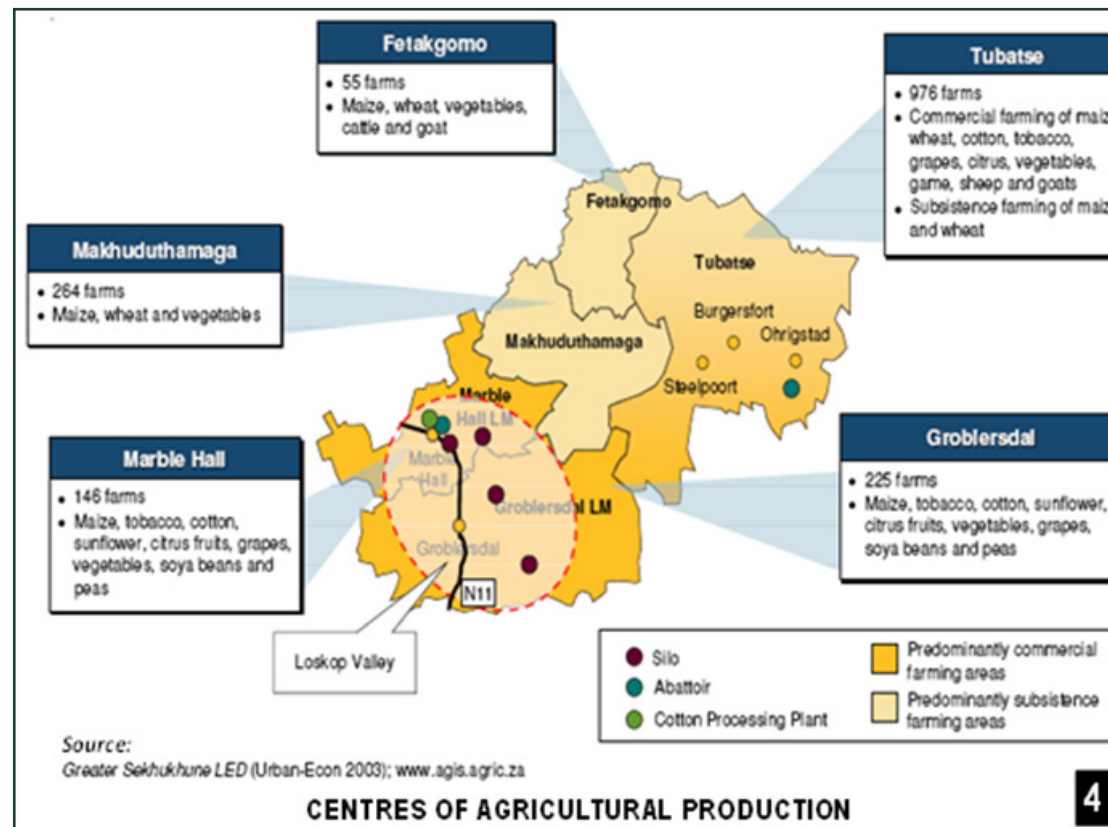 Fetakgomo
• 55 farms
• Maize, wheat, vegetables,
cattle and goat
Tubatse
• 976 farms
• Commercial farming of maiz
wheat, cotton, tobacco,
grapes, citrus, vegetables,
game, sheep and goats
• Subsistence farming of maiz
and wheat
Makhuduthamaga
• 264 farms
• Maize, wheat and vegetables
Fetakgomo
Tubatse
Burgersfort
Ohrigstad
Makhuduthamaga
Steelpoort
Marble
Hall LM
Marble
Hall
Groblersdal LM
Groblersdal
N11
Marble Hall
• 146 farms
• Maize, tobacco, cotton,
sunflower, citrus fruits, grapes,
vegetables, soya beans and
peas
Groblersdal
• 225 farms
• Maize, tobacco, cotton, sunflower,
citrus fruits, vegetables, grapes,
soya beans and peas
Loskop Valley
Silo
Abattoir
Cotton Processing Plant
Predominantly commercial
farming areas
Predominantly subsistence
farming areas
Source:
Greater Sekhukhune LED (Urban-Econ 2003); www.agis.agric.za
CENTRES OF AGRICULTURAL PRODUCTION
4